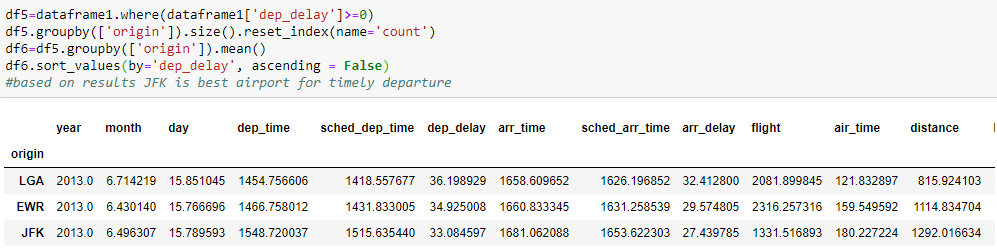 df5=dataframe1.where(dataframe1['dep_delay']>=0)
df5.groupby(['origin']).size().reset_index(name='count')
df6=df5.groupby(['origin']).mean()
df6.sort_values(by='dep_delay', ascending = False)
#based on results JFK is best airport for timely departure
year month day dep_time sched_dep_time dep_delay arr_time sched_arr_time arr_delay flight air_time distance
origin
LGA 2013.0 6.714219 15.851045 1454.756606 1418.557677 36.198929 1658.609652 1626.196852 32.412800 2081.899845 121.832897 815.924103
EWR 2013.0 6.430140 15.766696 1466.758012 1431.833005 34.925008 1660.833345 1631.258539 29.574805 2316.257316 159.549592 1114.834704
JFK 2013.0 6.496307 15.789593 1548.720037 1515.635440 33.084597 1681.062088 1653.622303 27.439785 1331.516893 180.227224 1292.016634